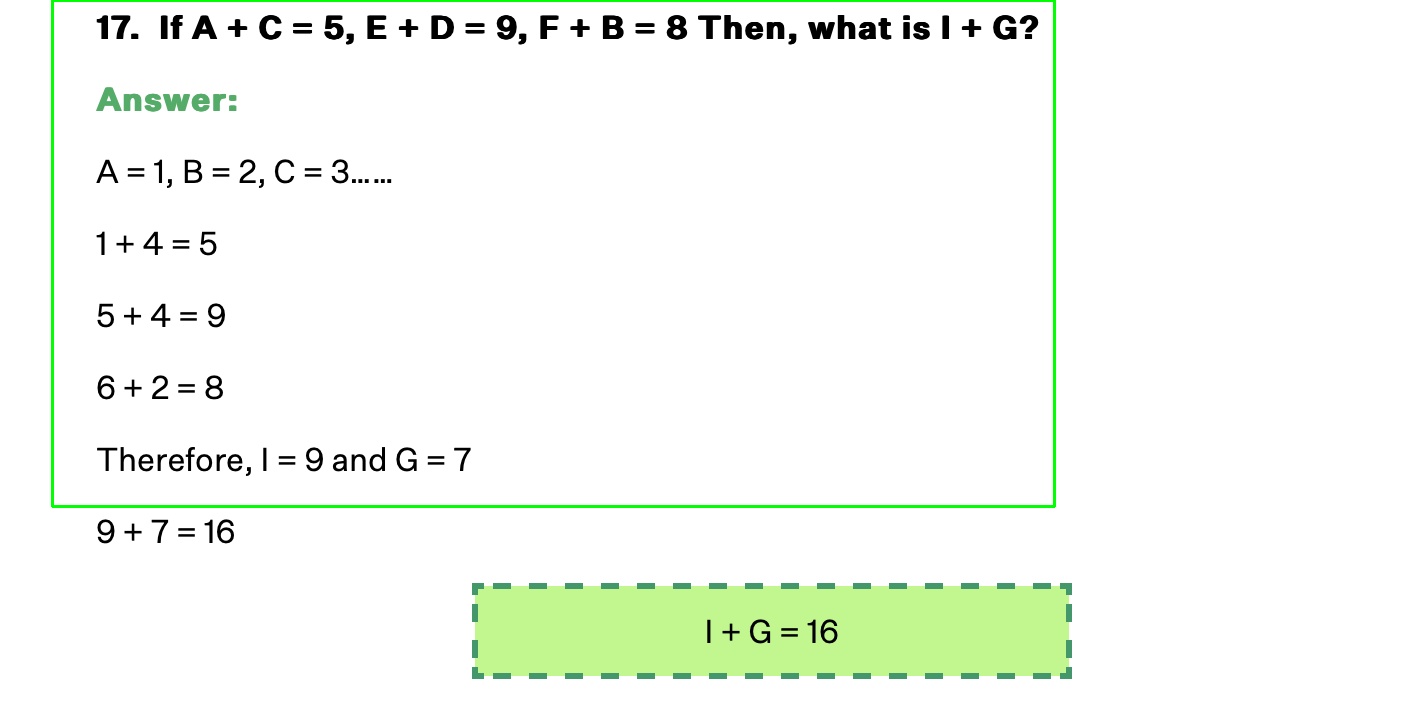 17. If A + C = 5, E + D = 9, F + B = 8 Then, what is I + G?
Answer:
A = 1, B = 2, C = 3......
1 + 4 = 5
5 + 4 = 9
6 + 2 = 8
Therefore, I = 9 and G = 7
9 + 7 = 16
I + G = 16